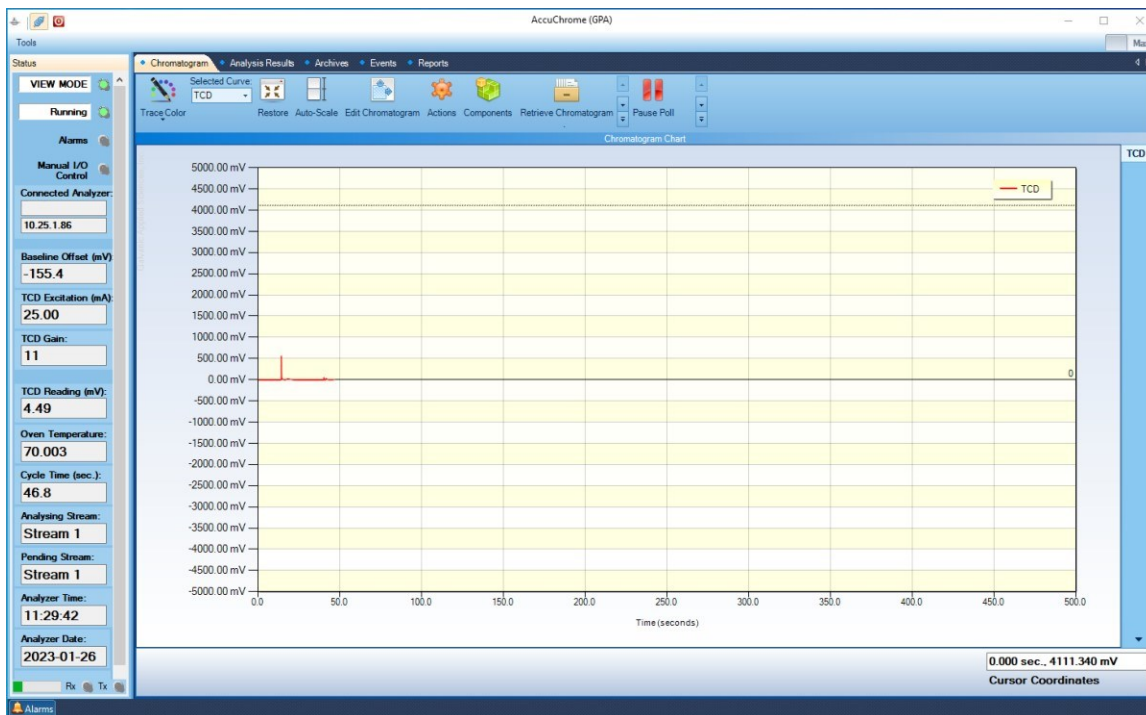 AccuChrome (GPA)
Tools
Ma
Status
Chromatogram Analysis Results Archives Events Reports
VIEW MODE
Running
Alarms
Manual I/O
Control
Connected Analyzer:
10.25.1.86
Baseline Offset (mV):
-155.4
TCD Excitation (mA):
25.00
TCD Gain:
11
TCD Reading (mV):
4.49
Oven Temperature:
70.003
Cycle Time (sec.):
46.8
Analysing Stream:
Stream 1
Pending Stream:
Stream 1
Analyzer Time:
11:29:42
Analyzer Date:
2023-01-26
Rx Tx
Alarms
Selected Curve:
TCD
Trace Color Restore Auto-Scale Edit Chromatogram Actions Components Retrieve Chromatogram Pause Poll
Chromatogram Chart
TCD
TCD
5000.00 mV
4500.00 mV
4000.00 mV
3500.00 mV
3000.00 mV
2500.00 mV
2000.00 mV
1500.00 mV
1000.00 mV
500.00 mV
0.00 mV
0
-500.00 mV
-1000.00 mV
-1500.00 mV
-2000.00 mV
-2500.00 mV
-3000.00 mV
-3500.00 mV
-4000.00 mV
-4500.00 mV
-5000.00 mV
0.0 50.0 100.0 150.0 200.0 250.0 300.0 350.0 400.0 450.0 500.0
Time (seconds)
0.000 sec., 4111.340 mV
Cursor Coordinates